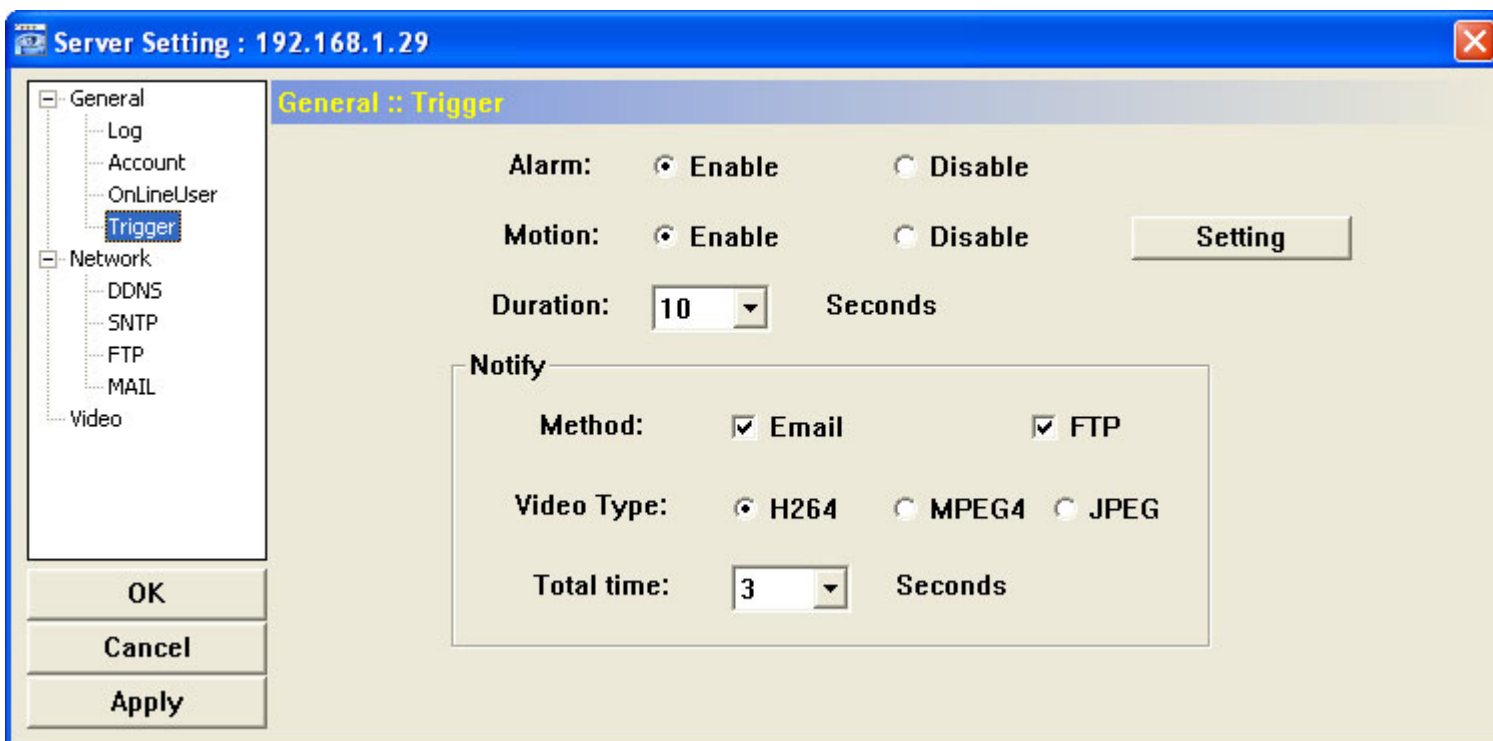 Server Setting : 192.168.1.29
General
Log
Account
OnLineUser
Trigger
Network
DDNS
SNTP
FTP
MAIL
Video
OK
Cancel
Apply
General :: Trigger
Alarm: Enable Disable
Motion: Enable Disable Setting
Duration: 10 Seconds
Notify
Method: Email FTP
Video Type: H264 MPEG4 JPEG
Total time: 3 Seconds